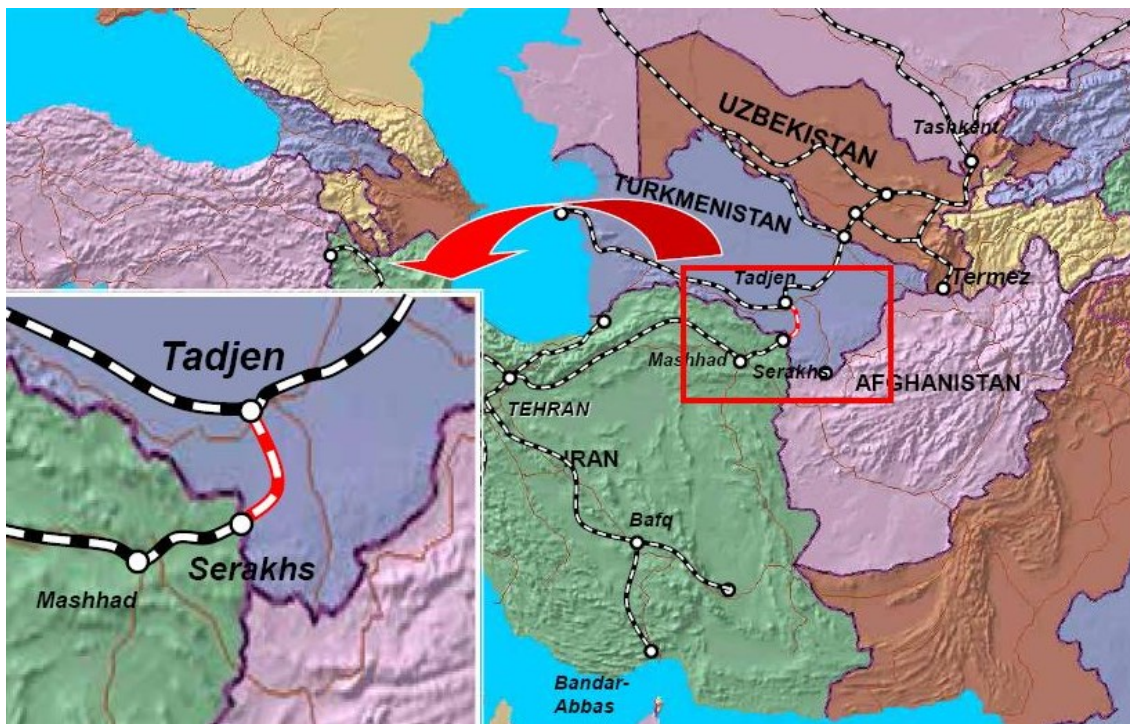 UZBEKISTAN
Tashkent
TURKMENISTAN
Tadjen
Termez
Mashhad
Serakhs
AFGHANISTAN
TEHRAN
IRAN
Bafq
Bandar-
Abbas
Tadjen
Serakhs
Mashhad